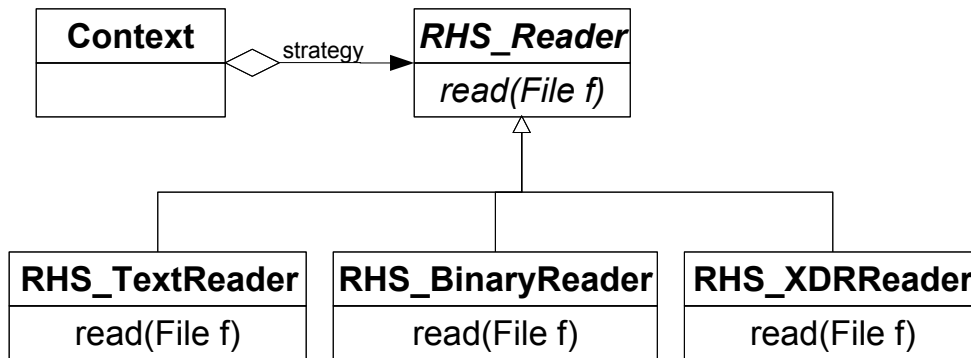 Context
strategy
RHS_Reader
read(File f)
RHS_TextReader
read(File f)
RHS_BinaryReader
read(File f)
RHS_XDRReader
read(File f)